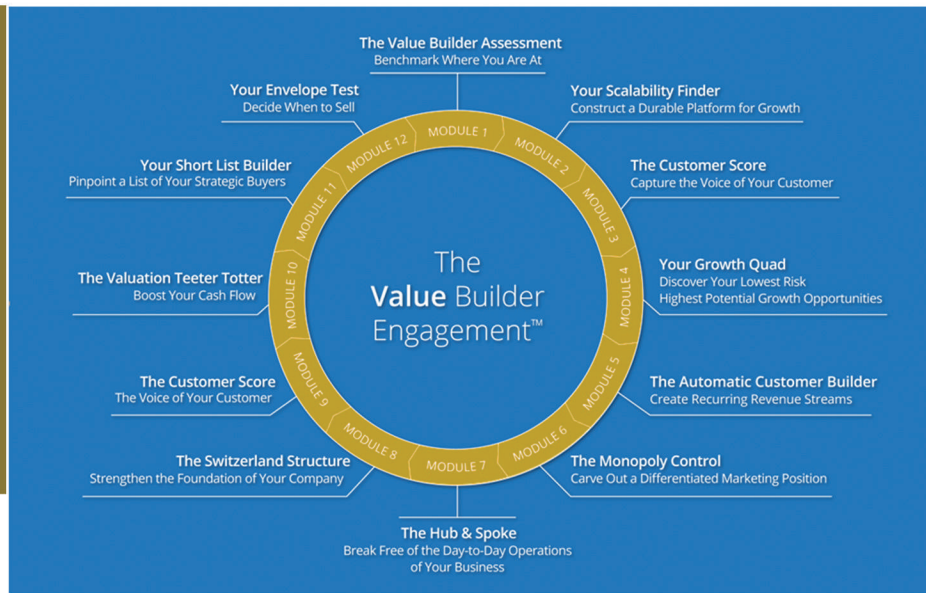 The Value Builder Assessment
Benchmark Where You Are At
Your Envelope Test
Decide When to Sell
Your Scalability Finder
Construct a Durable Platform for Growth
Your Short List Builder
Pinpoint a List of Your Strategic Buyers
The Customer Score
Capture the Voice of Your Customer
The Valuation Teeter Totter
Boost Your Cash Flow
Your Growth Quad
Discover Your Lowest Risk
Highest Potential Growth Opportunities
The Customer Score
The Voice of Your Customer
The Automatic Customer Builder
Create Recurring Revenue Streams
The Switzerland Structure
Strengthen the Foundation of Your Company
The Monopoly Control
Carve Out a Differentiated Marketing Position
The Hub & Spoke
Break Free of the Day-to-Day Operations
of Your Business
MODULE 1
MODULE 2
MODULE 3
MODULE 4
MODULE 5
MODULE 6
MODULE 7
MODULE 8
MODULE 9
MODULE 10
MODULE 11
MODULE 12
The
Value Builder
Engagement™